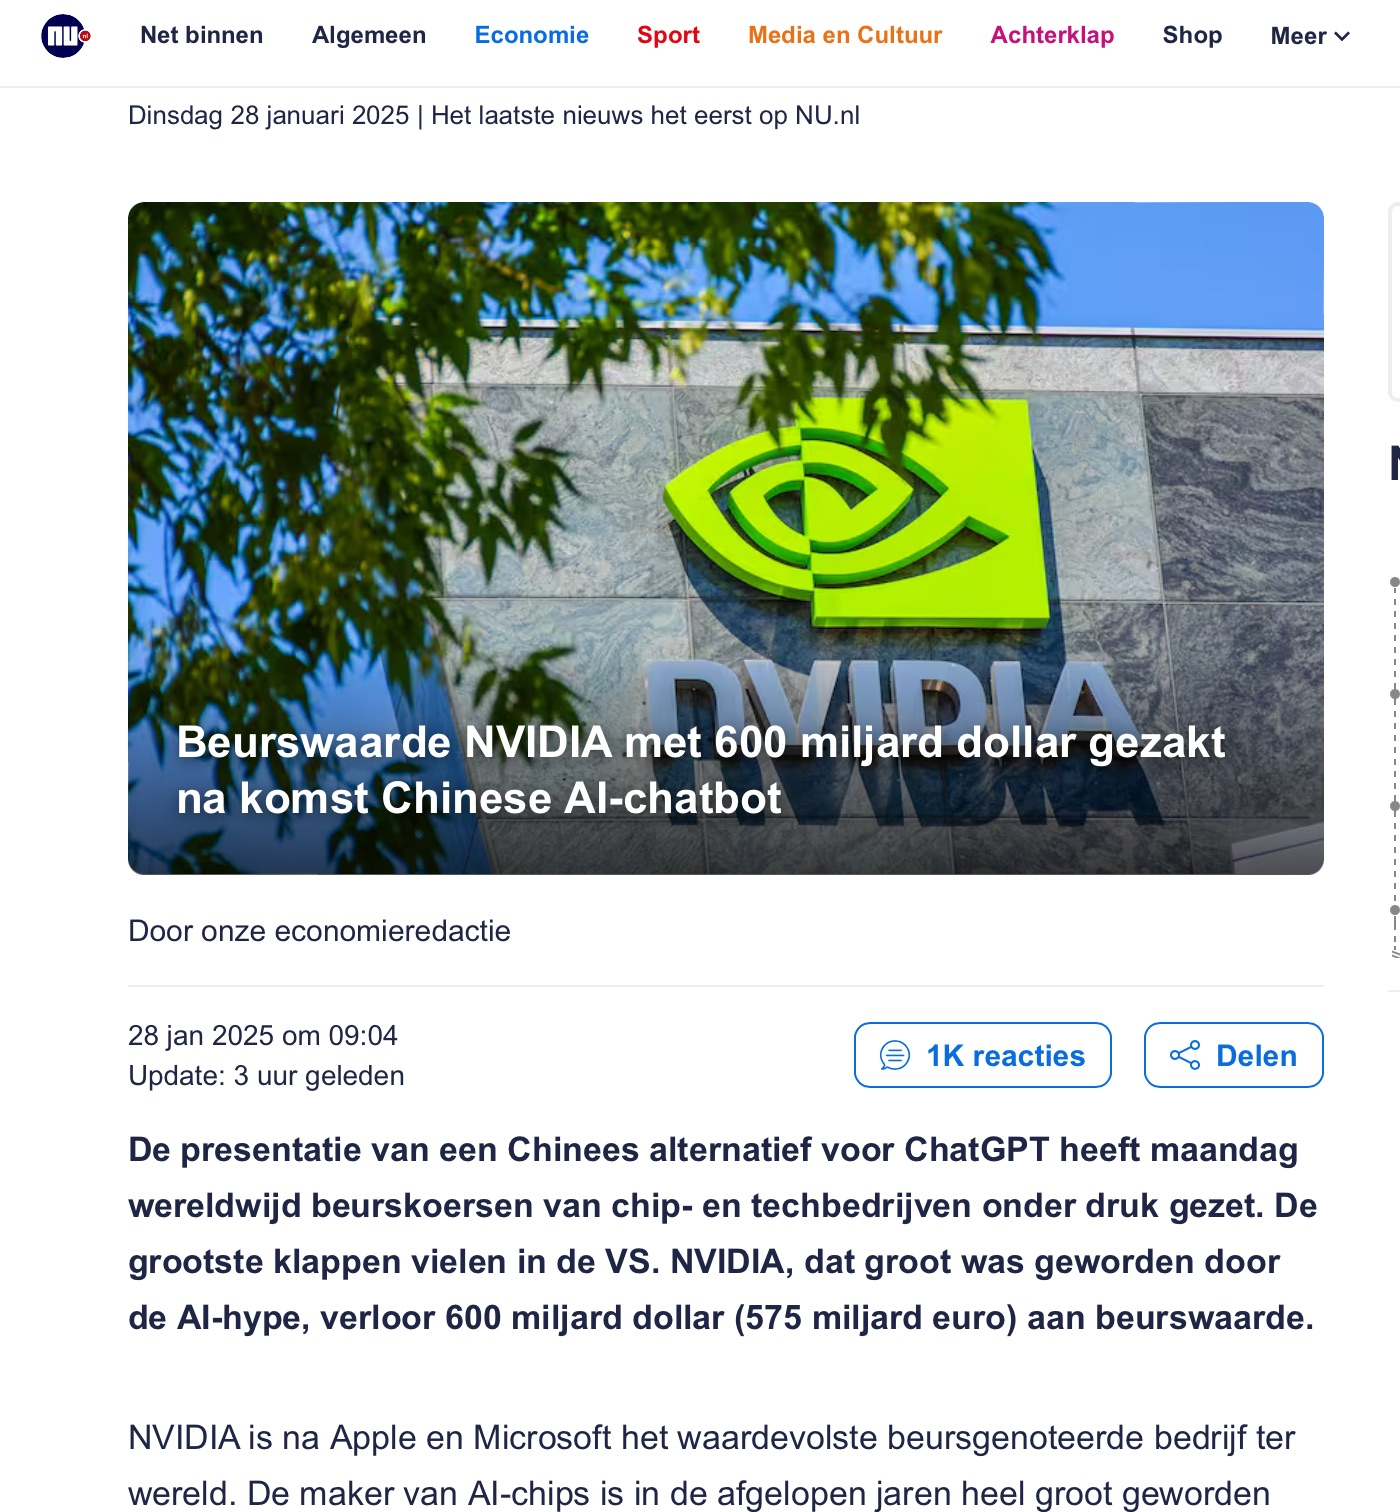 NU.nl
Net binnen Algemeen Economie Sport Media en Cultuur Achterklap Shop Meer
Dinsdag 28 januari 2025 | Het laatste nieuws het eerst op NU.nl
NVIDIA
Beurswaarde NVIDIA met 600 miljard dollar gezakt
na komst Chinese AI-chatbot
Door onze economieredactie
28 jan 2025 om 09:04
Update: 3 uur geleden
1K reacties
Delen
De presentatie van een Chinees alternatief voor ChatGPT heeft maandag
wereldwijd beurskoersen van chip- en techbedrijven onder druk gezet. De
grootste klappen vielen in de VS. NVIDIA, dat groot was geworden door
de AI-hype, verloor 600 miljard dollar (575 miljard euro) aan beurswaarde.
NVIDIA is na Apple en Microsoft het waardevolste beursgenoteerde bedrijf ter
wereld. De maker van AI-chips is in de afgelopen jaren heel groot geworden